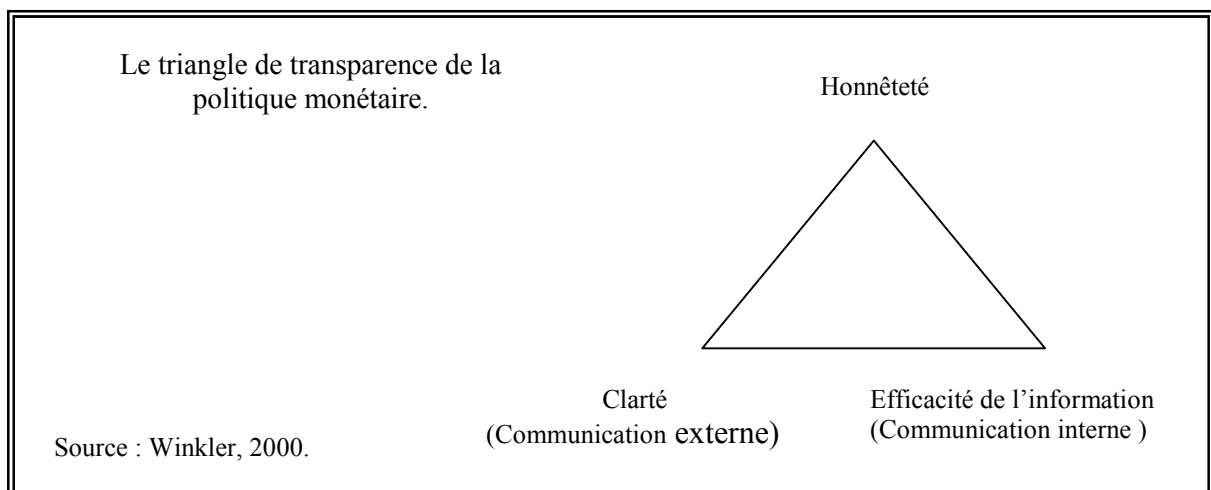 Le triangle de transparence de la
politique monétaire.
Honnêteté
Clarté
(Communication externe)
Efficacité de l’information
(Communication interne )
Source : Winkler, 2000.